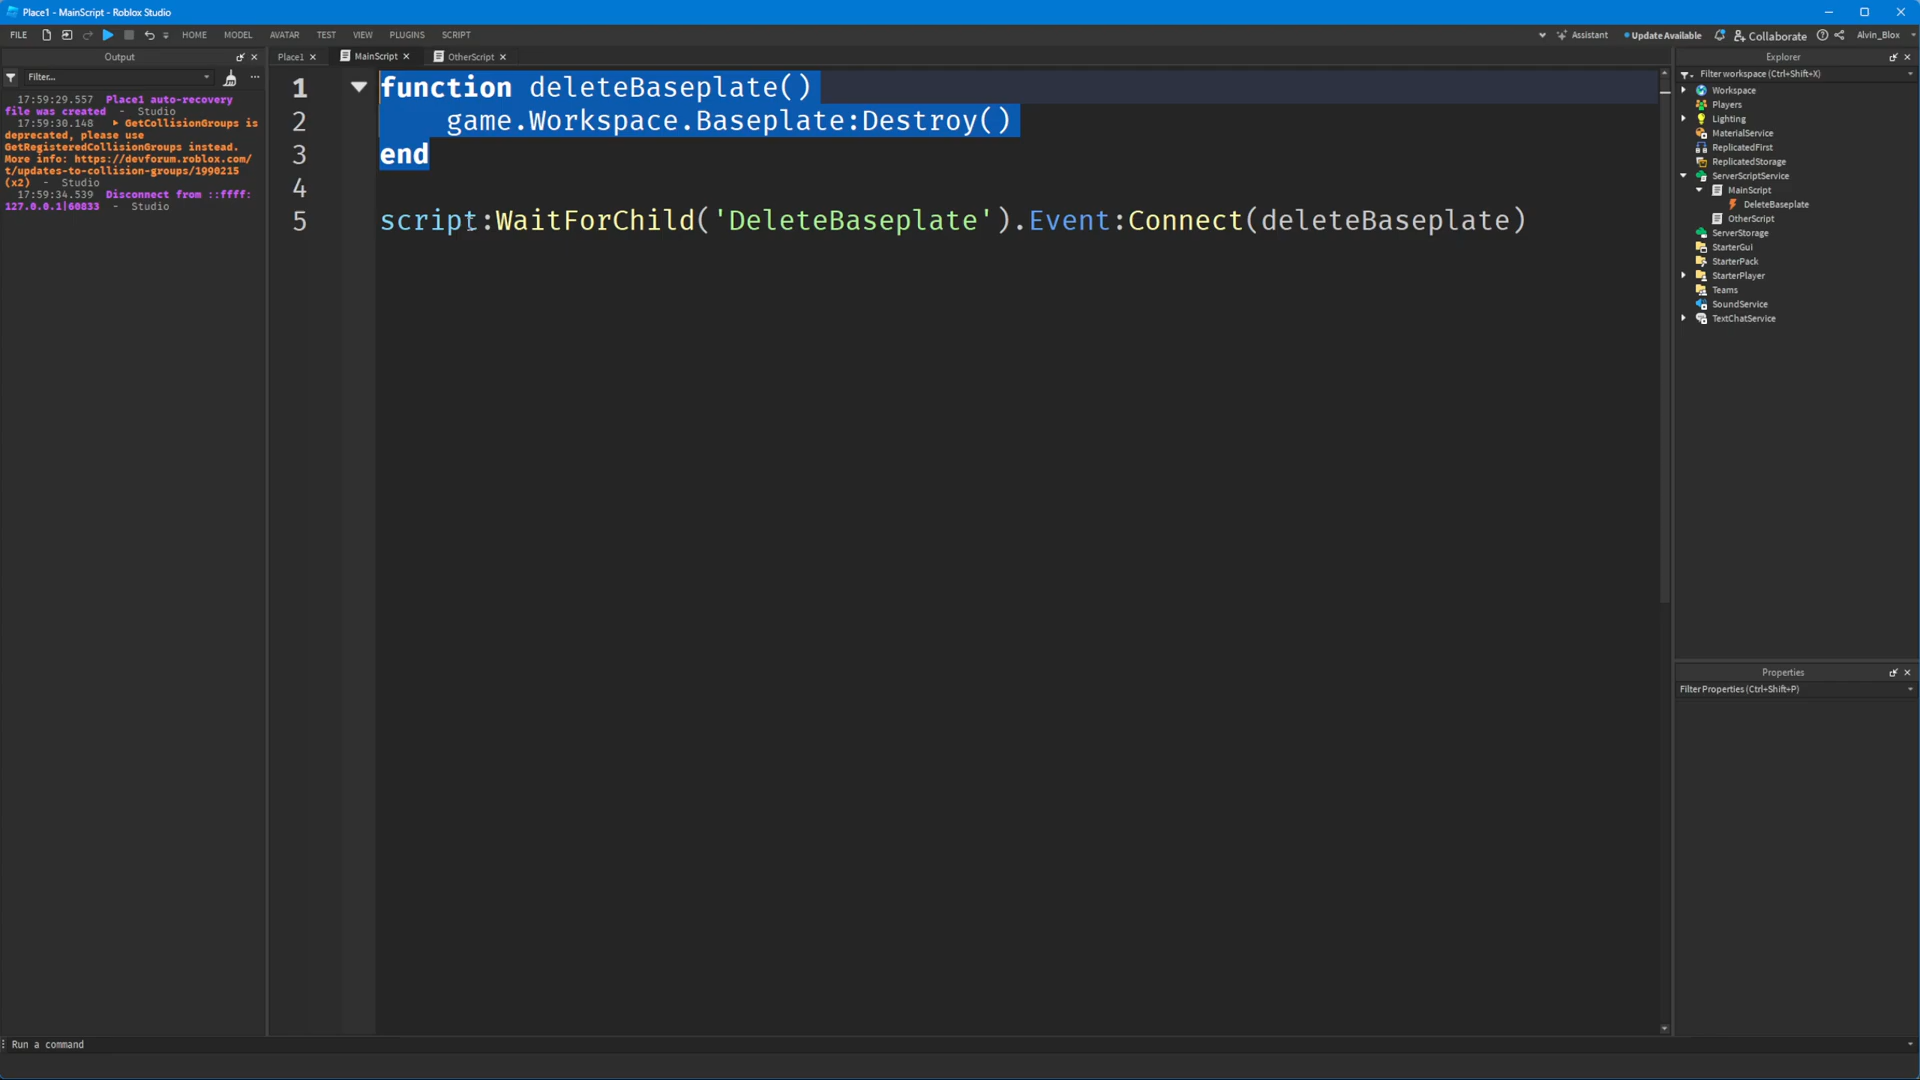 Place1 - MainScript - Roblox Studio
FILE HOME MODEL AVATAR TEST VIEW PLUGINS SCRIPT Assistant Update Available Collaborate Alvin_Blox
Output
Filter...
17:59:29.557 Place1 auto-recovery
file was created - Studio
17:59:30.148 GetCollisionGroups is
deprecated, please use
GetRegisteredCollisionGroups instead.
More info: https://devforum.roblox.com/
t/updates-to-collision-groups/1990215
(x2) - Studio
17:59:34.539 Disconnect from ::ffff:
127.0.0.1|60833 - Studio
Place1 MainScript OtherScript
1 function deleteBaseplate()
2 game.Workspace.Baseplate:Destroy()
3 end
4
5 script:WaitForChild('DeleteBaseplate').Event:Connect(deleteBaseplate)
Explorer
Filter workspace (Ctrl+Shift+X)
Workspace
Players
Lighting
MaterialService
ReplicatedFirst
ReplicatedStorage
ServerScriptService
MainScript
DeleteBaseplate
OtherScript
ServerStorage
StarterGui
StarterPack
StarterPlayer
Teams
SoundService
TextChatService
Properties
Filter Properties (Ctrl+Shift+P)
Run a command